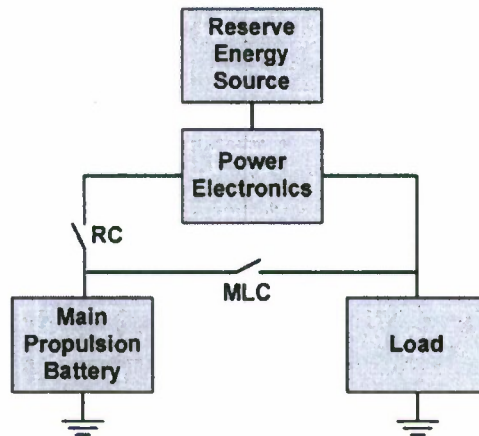 Reserve
Energy
Source
Power
Electronics
RC
MLC
Main
Propulsion
Battery
Load